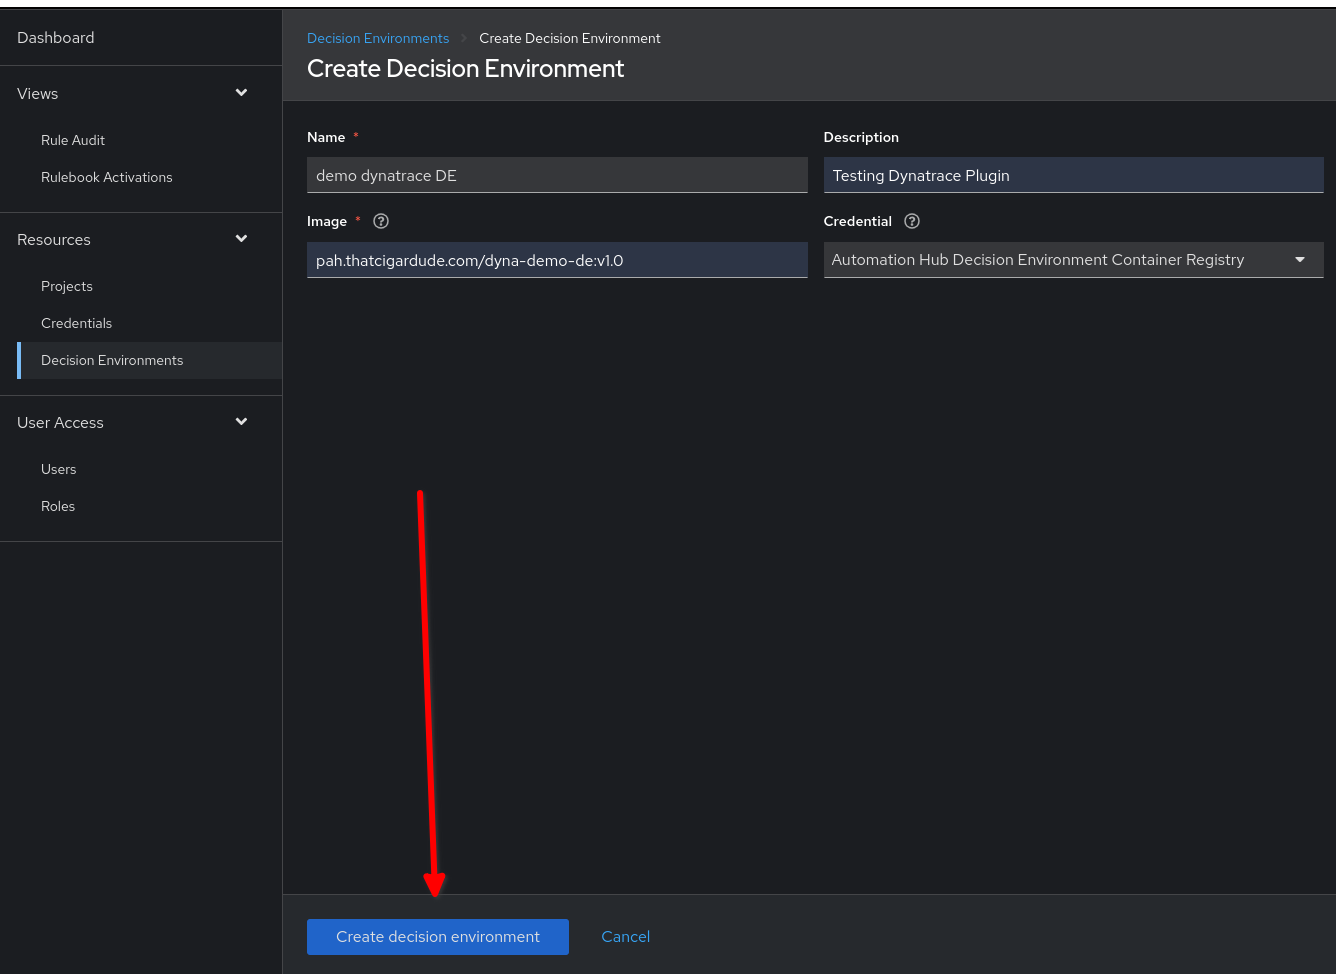 Dashboard
Views
Rule Audit
Rulebook Activations
Resources
Projects
Credentials
Decision Environments
User Access
Users
Roles
Decision Environments > Create Decision Environment
Create Decision Environment
Name *
demo dynatrace DE
Description
Testing Dynatrace Plugin
Image * ?
pah.thatcigardude.com/dyna-demo-de:v1.0
Credential ?
Automation Hub Decision Environment Container Registry
Create decision environment
Cancel